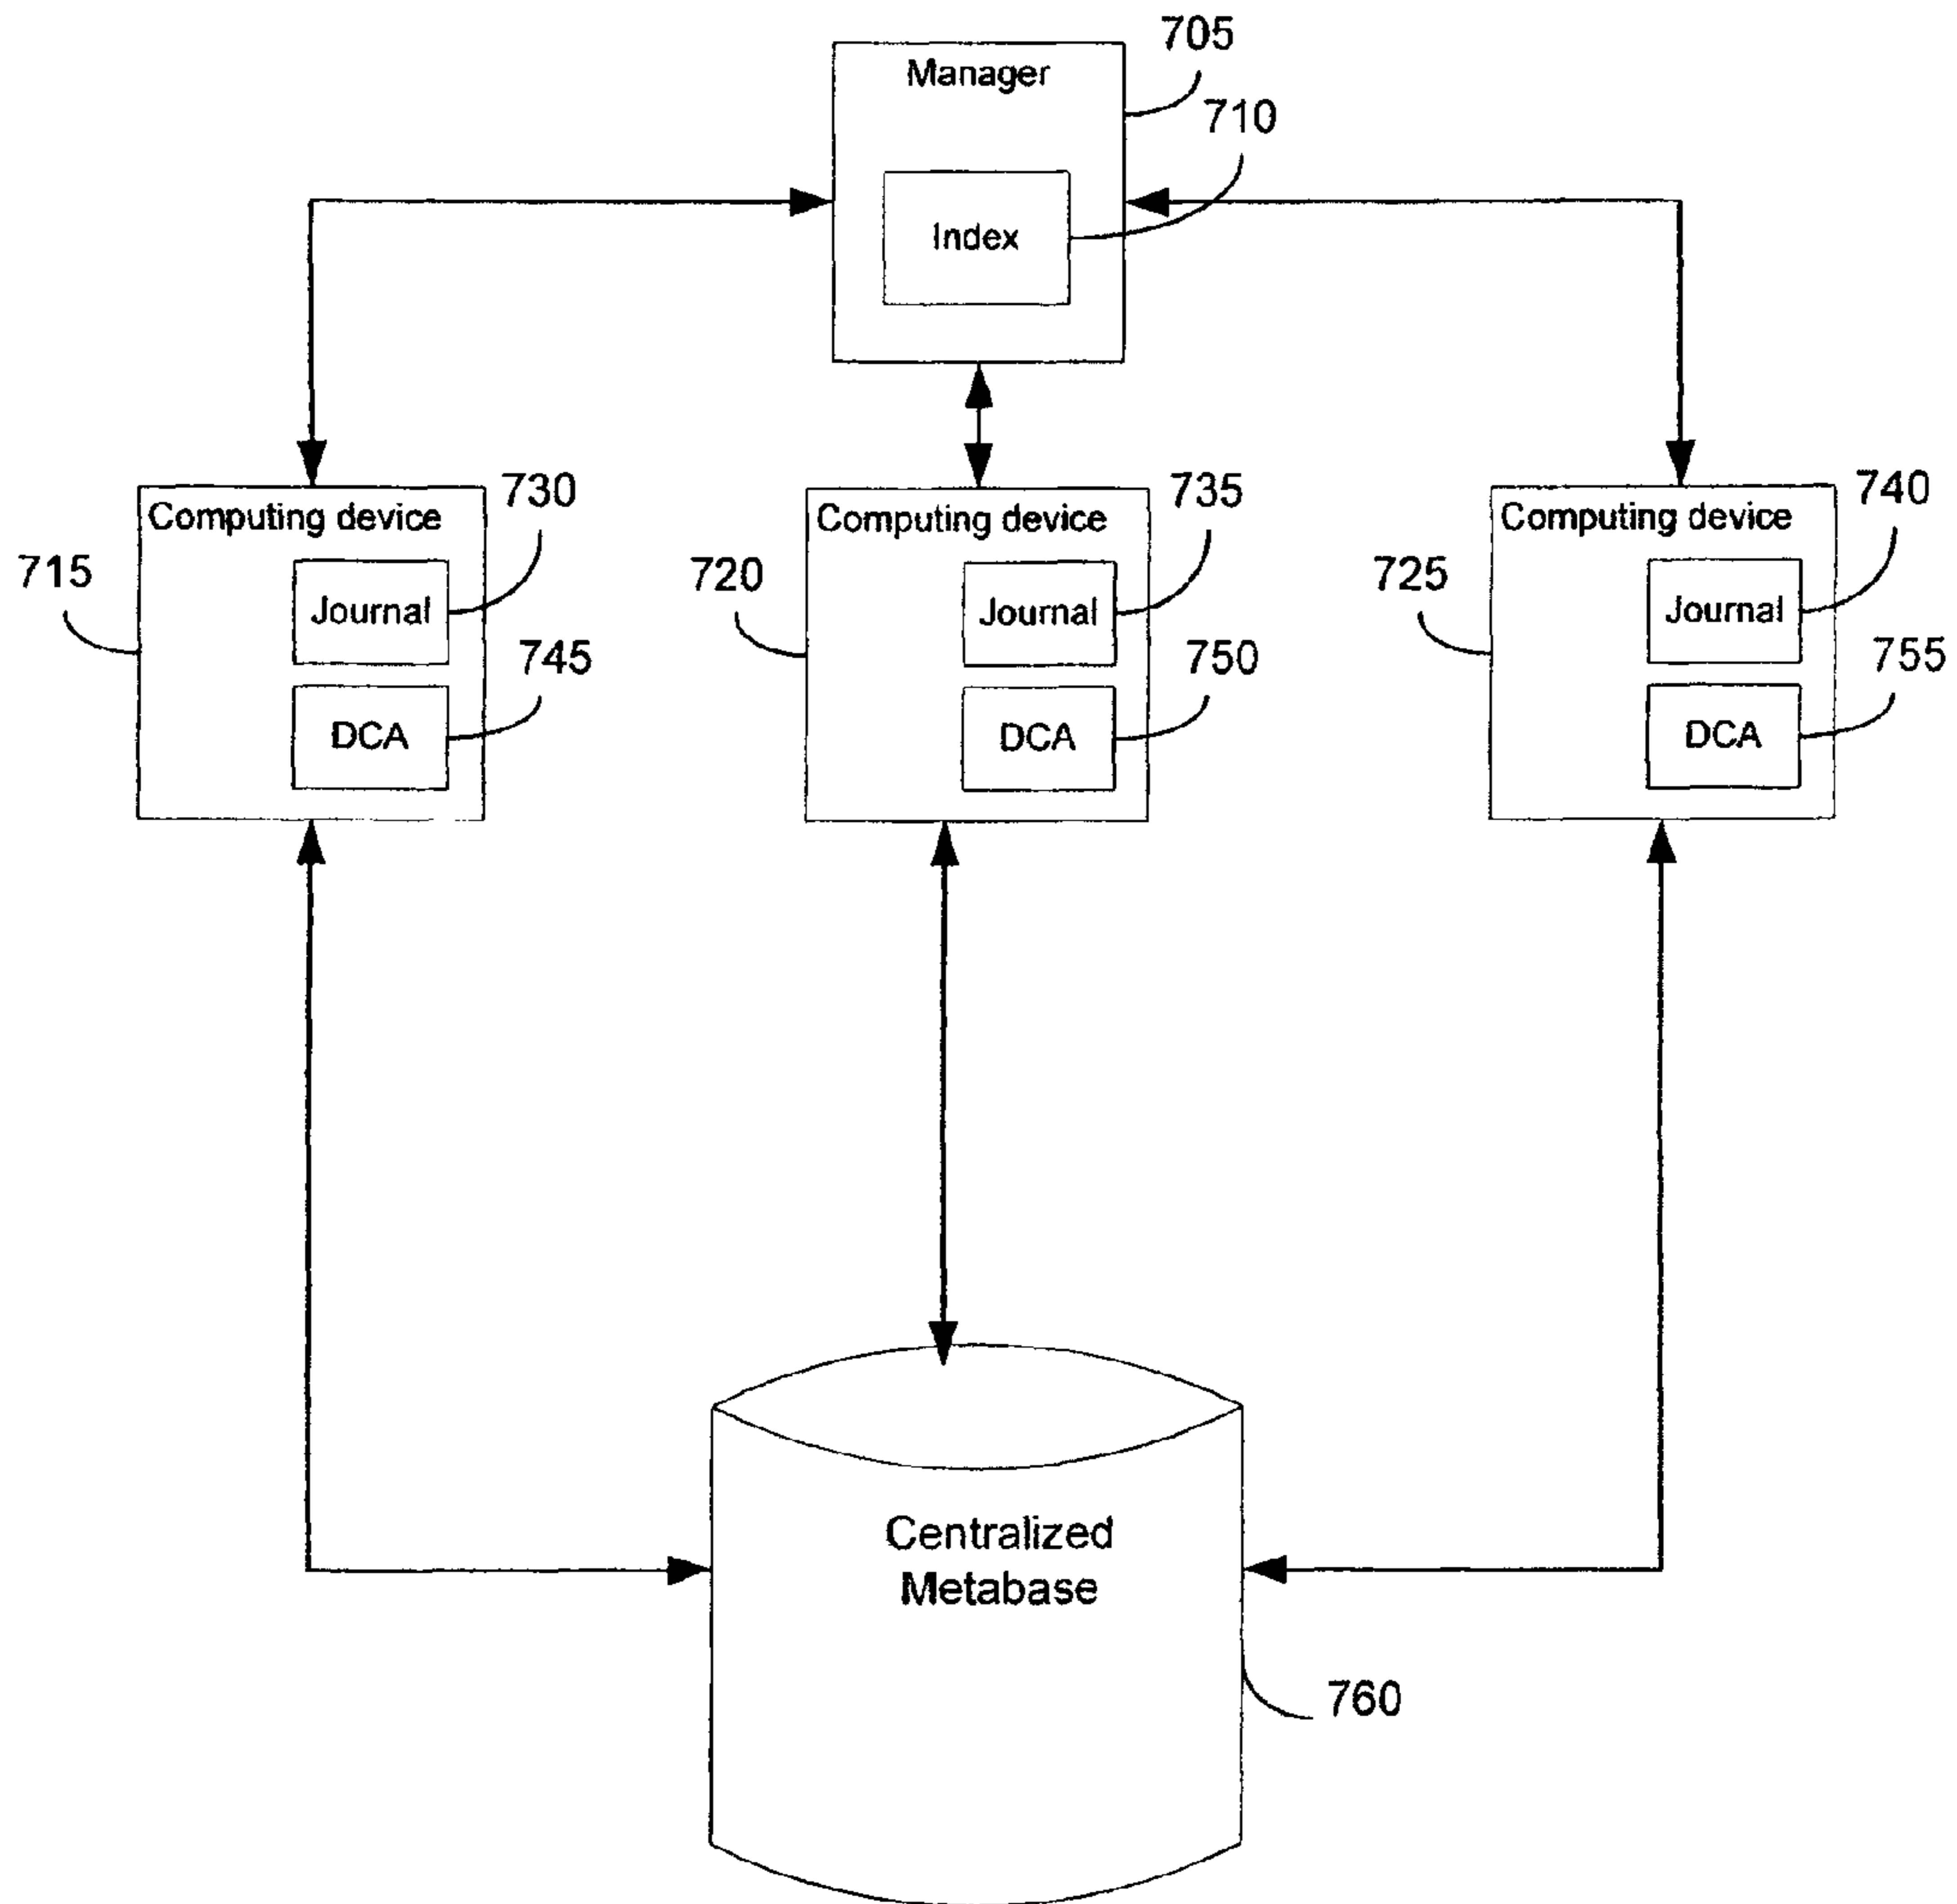 705
Manager
710
Index
Computing device
730
715
Journal
745
DCA
Computing device
735
720
Journal
750
DCA
Computing device
740
725
Journal
755
DCA
Centralized
Metabase
760